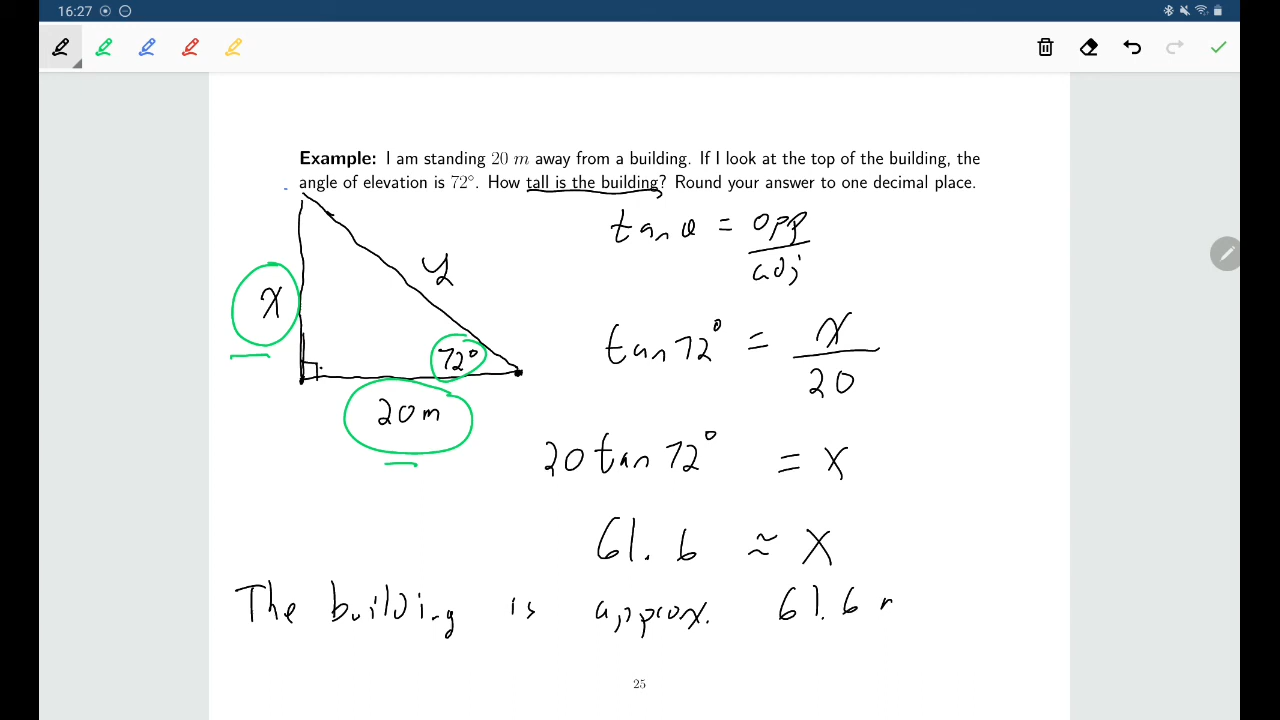 16:27
Example: I am standing 20 m away from a building. If I look at the top of the building, the
angle of elevation is 72°. How tall is the building? Round your answer to one decimal place.
x
y
72°
20 m
tan θ = opp
adj
tan 72° = x
20
20 tan 72° = x
61.6 ≈ x
The building is approx. 61.6
25